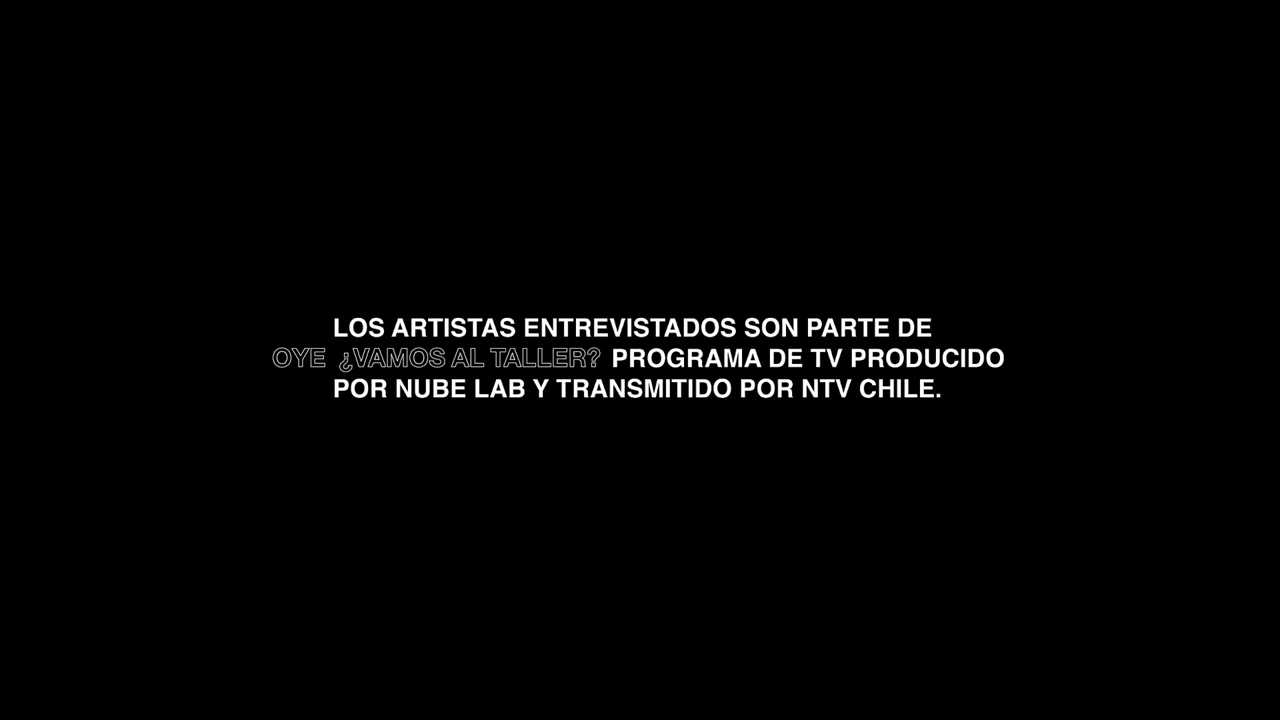 LOS ARTISTAS ENTREVISTADOS SON PARTE DE
OYE ¿VAMOS AL TALLER? PROGRAMA DE TV PRODUCIDO
POR NUBE LAB Y TRANSMITIDO POR NTV CHILE.